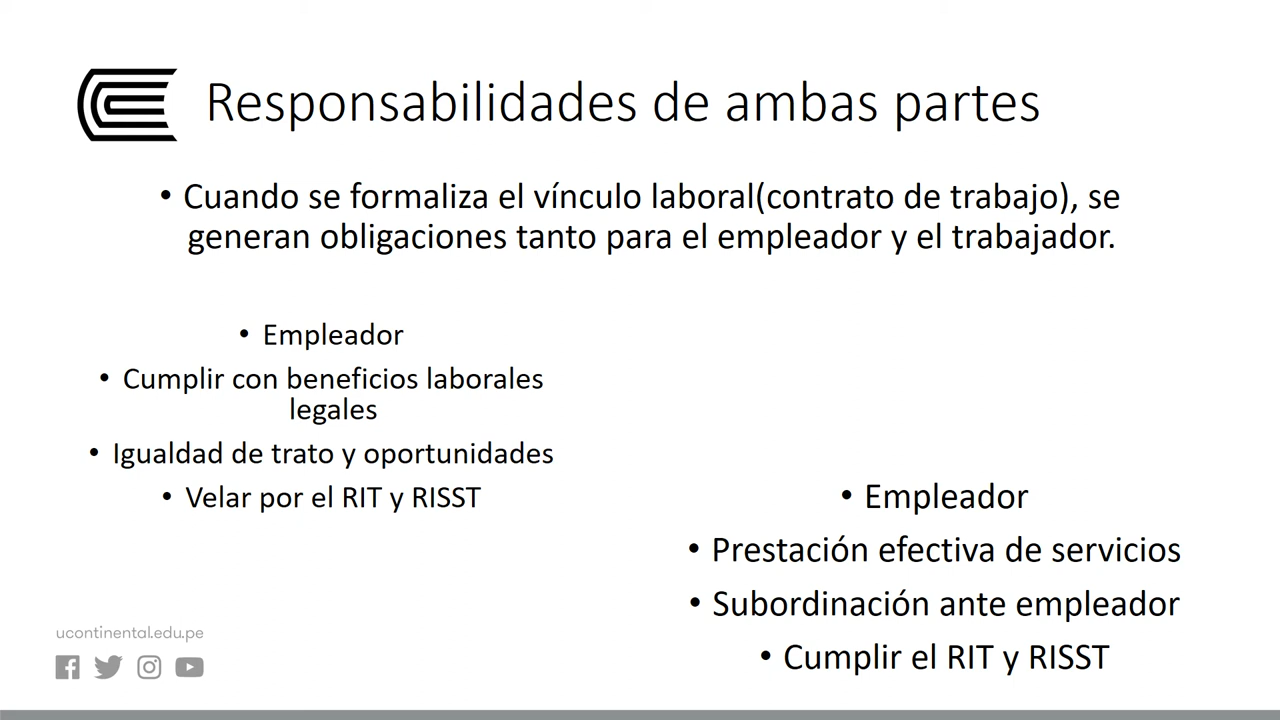 Responsabilidades de ambas partes
• Cuando se formaliza el vínculo laboral(contrato de trabajo), se
generan obligaciones tanto para el empleador y el trabajador.
• Empleador
• Cumplir con beneficios laborales
legales
• Igualdad de trato y oportunidades
• Velar por el RIT y RISST
• Empleador
• Prestación efectiva de servicios
• Subordinación ante empleador
• Cumplir el RIT y RISST
ucontinental.edu.pe